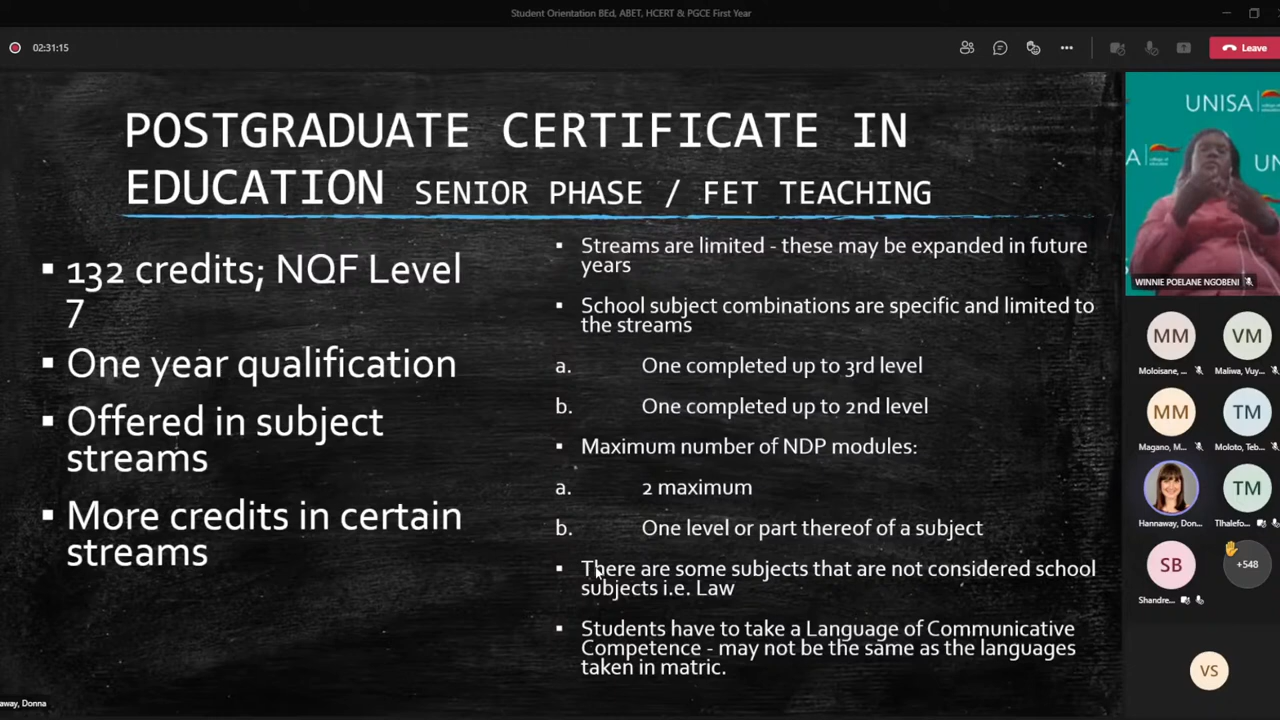 Student Orientation BEd, ABET, HCERT & PGCE First Year
02:31:15
Leave
POSTGRADUATE CERTIFICATE IN
EDUCATION SENIOR PHASE / FET TEACHING
▪ 132 credits; NQF Level
7
▪ One year qualification
▪ Offered in subject
streams
▪ More credits in certain
streams
▪ Streams are limited - these may be expanded in future
years
▪ School subject combinations are specific and limited to
the streams
a. One completed up to 3rd level
b. One completed up to 2nd level
▪ Maximum number of NDP modules:
a. 2 maximum
b. One level or part thereof of a subject
▪ There are some subjects that are not considered school
subjects i.e. Law
▪ Students have to take a Language of Communicative
Competence - may not be the same as the languages
taken in matric.
away, Donna
UNISA
A
UN
WINNIE POELANE NGOBENI
MM
VM
Moloisane, ...
Maliwa, Vuy...
MM
TM
Magano, M...
Moloto, Teb...
TM
Hannaway, Don...
Tlhalefo...
SB
+548
Shandre...
VS